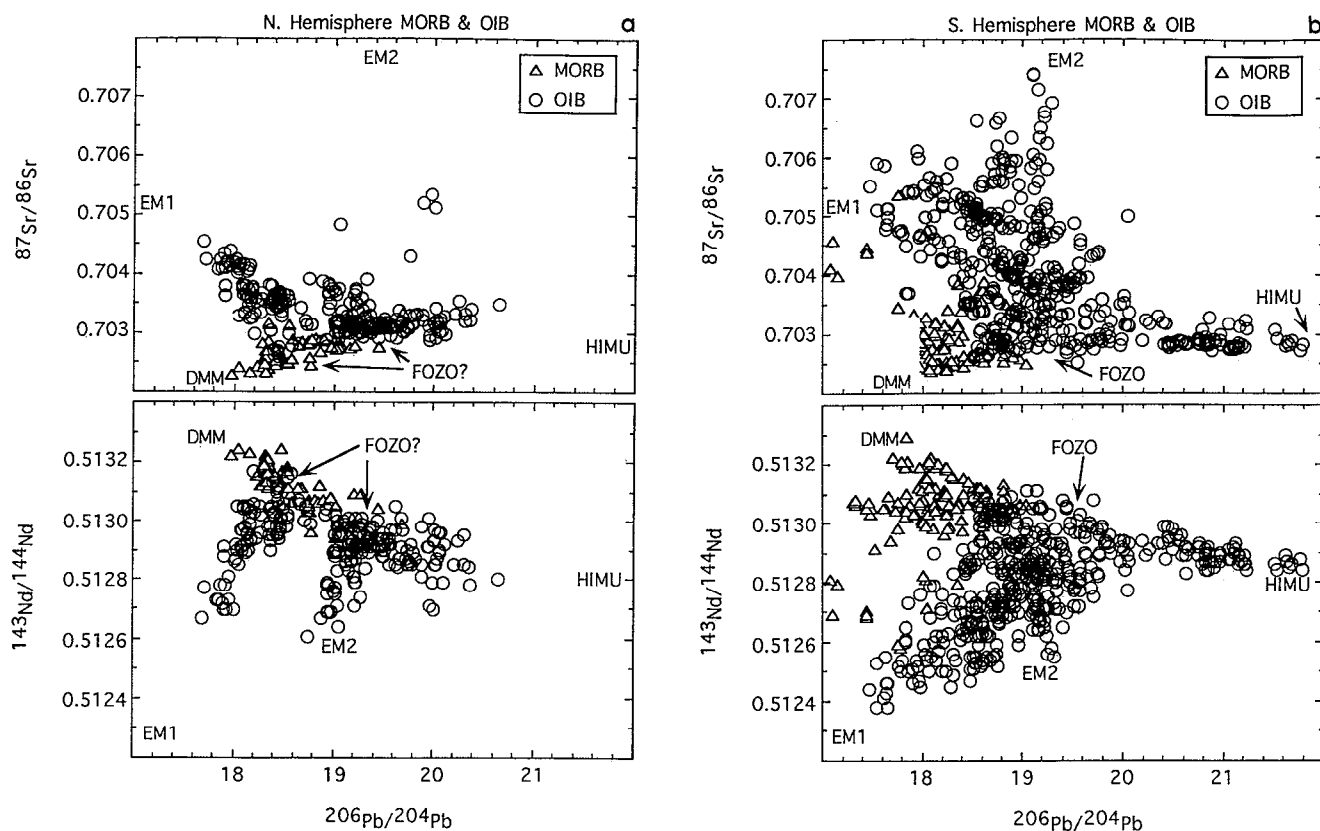 N. Hemisphere MORB & OIB
a
EM2
△ MORB
○ OIB
0.707
0.706
0.705
0.704
0.703
87Sr/86Sr
EM1
HIMU
DMM
FOZO?
DMM
FOZO?
0.5132
0.5130
0.5128
0.5126
0.5124
143Nd/144Nd
HIMU
EM2
EM1
18
19
20
21
206Pb/204Pb
S. Hemisphere MORB & OIB
b
EM2
△ MORB
○ OIB
0.707
0.706
0.705
0.704
0.703
87Sr/86Sr
EM1
HIMU
DMM
FOZO
DMM
FOZO
0.5132
0.5130
0.5128
0.5126
0.5124
143Nd/144Nd
HIMU
EM2
EM1
18
19
20
21
206Pb/204Pb